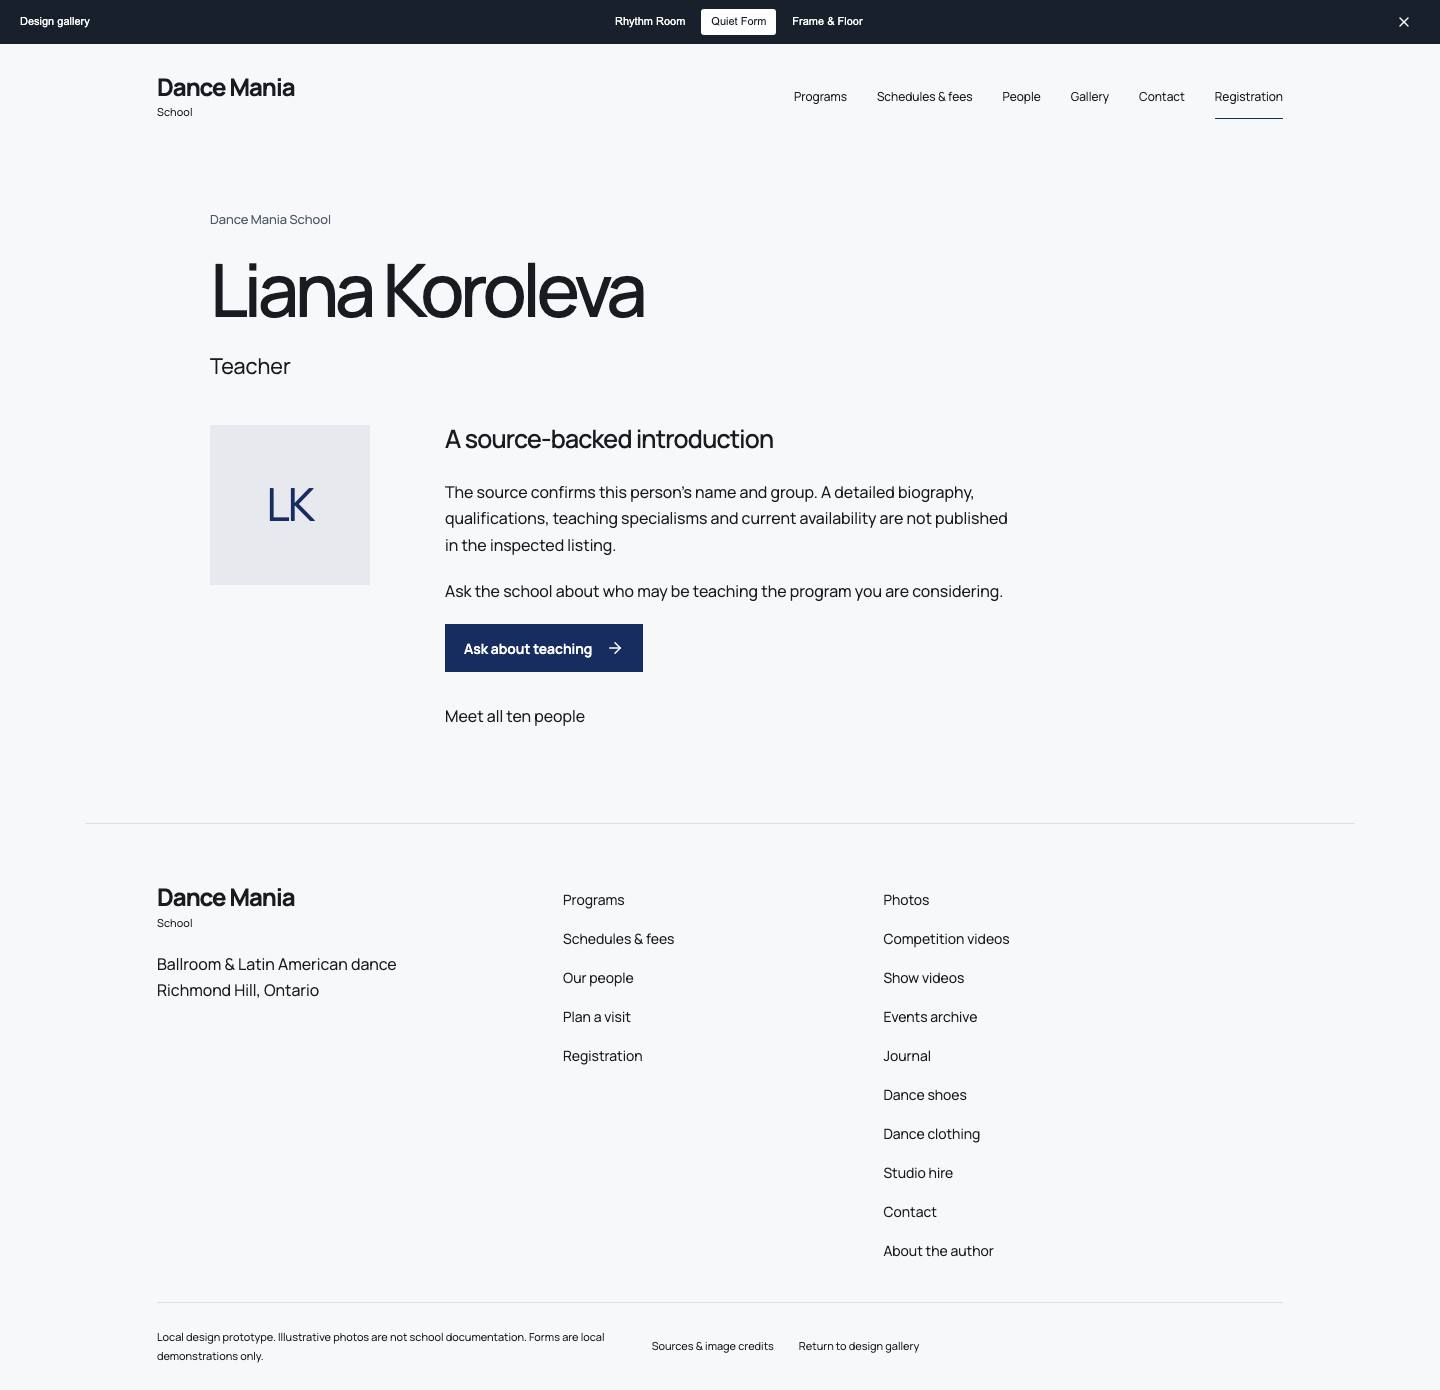 Design gallery
Rhythm Room
Quiet Form
Frame & Floor
Dance Mania
School
Programs
Schedules & fees
People
Gallery
Contact
Registration
Dance Mania School
Liana Koroleva
Teacher
LK
A source-backed introduction
The source confirms this person's name and group. A detailed biography,
qualifications, teaching specialisms and current availability are not published
in the inspected listing.
Ask the school about who may be teaching the program you are considering.
Ask about teaching
Meet all ten people
Dance Mania
School
Ballroom & Latin American dance
Richmond Hill, Ontario
Programs
Schedules & fees
Our people
Plan a visit
Registration
Photos
Competition videos
Show videos
Events archive
Journal
Dance shoes
Dance clothing
Studio hire
Contact
About the author
Local design prototype. Illustrative photos are not school documentation. Forms are local
demonstrations only.
Sources & image credits
Return to design gallery